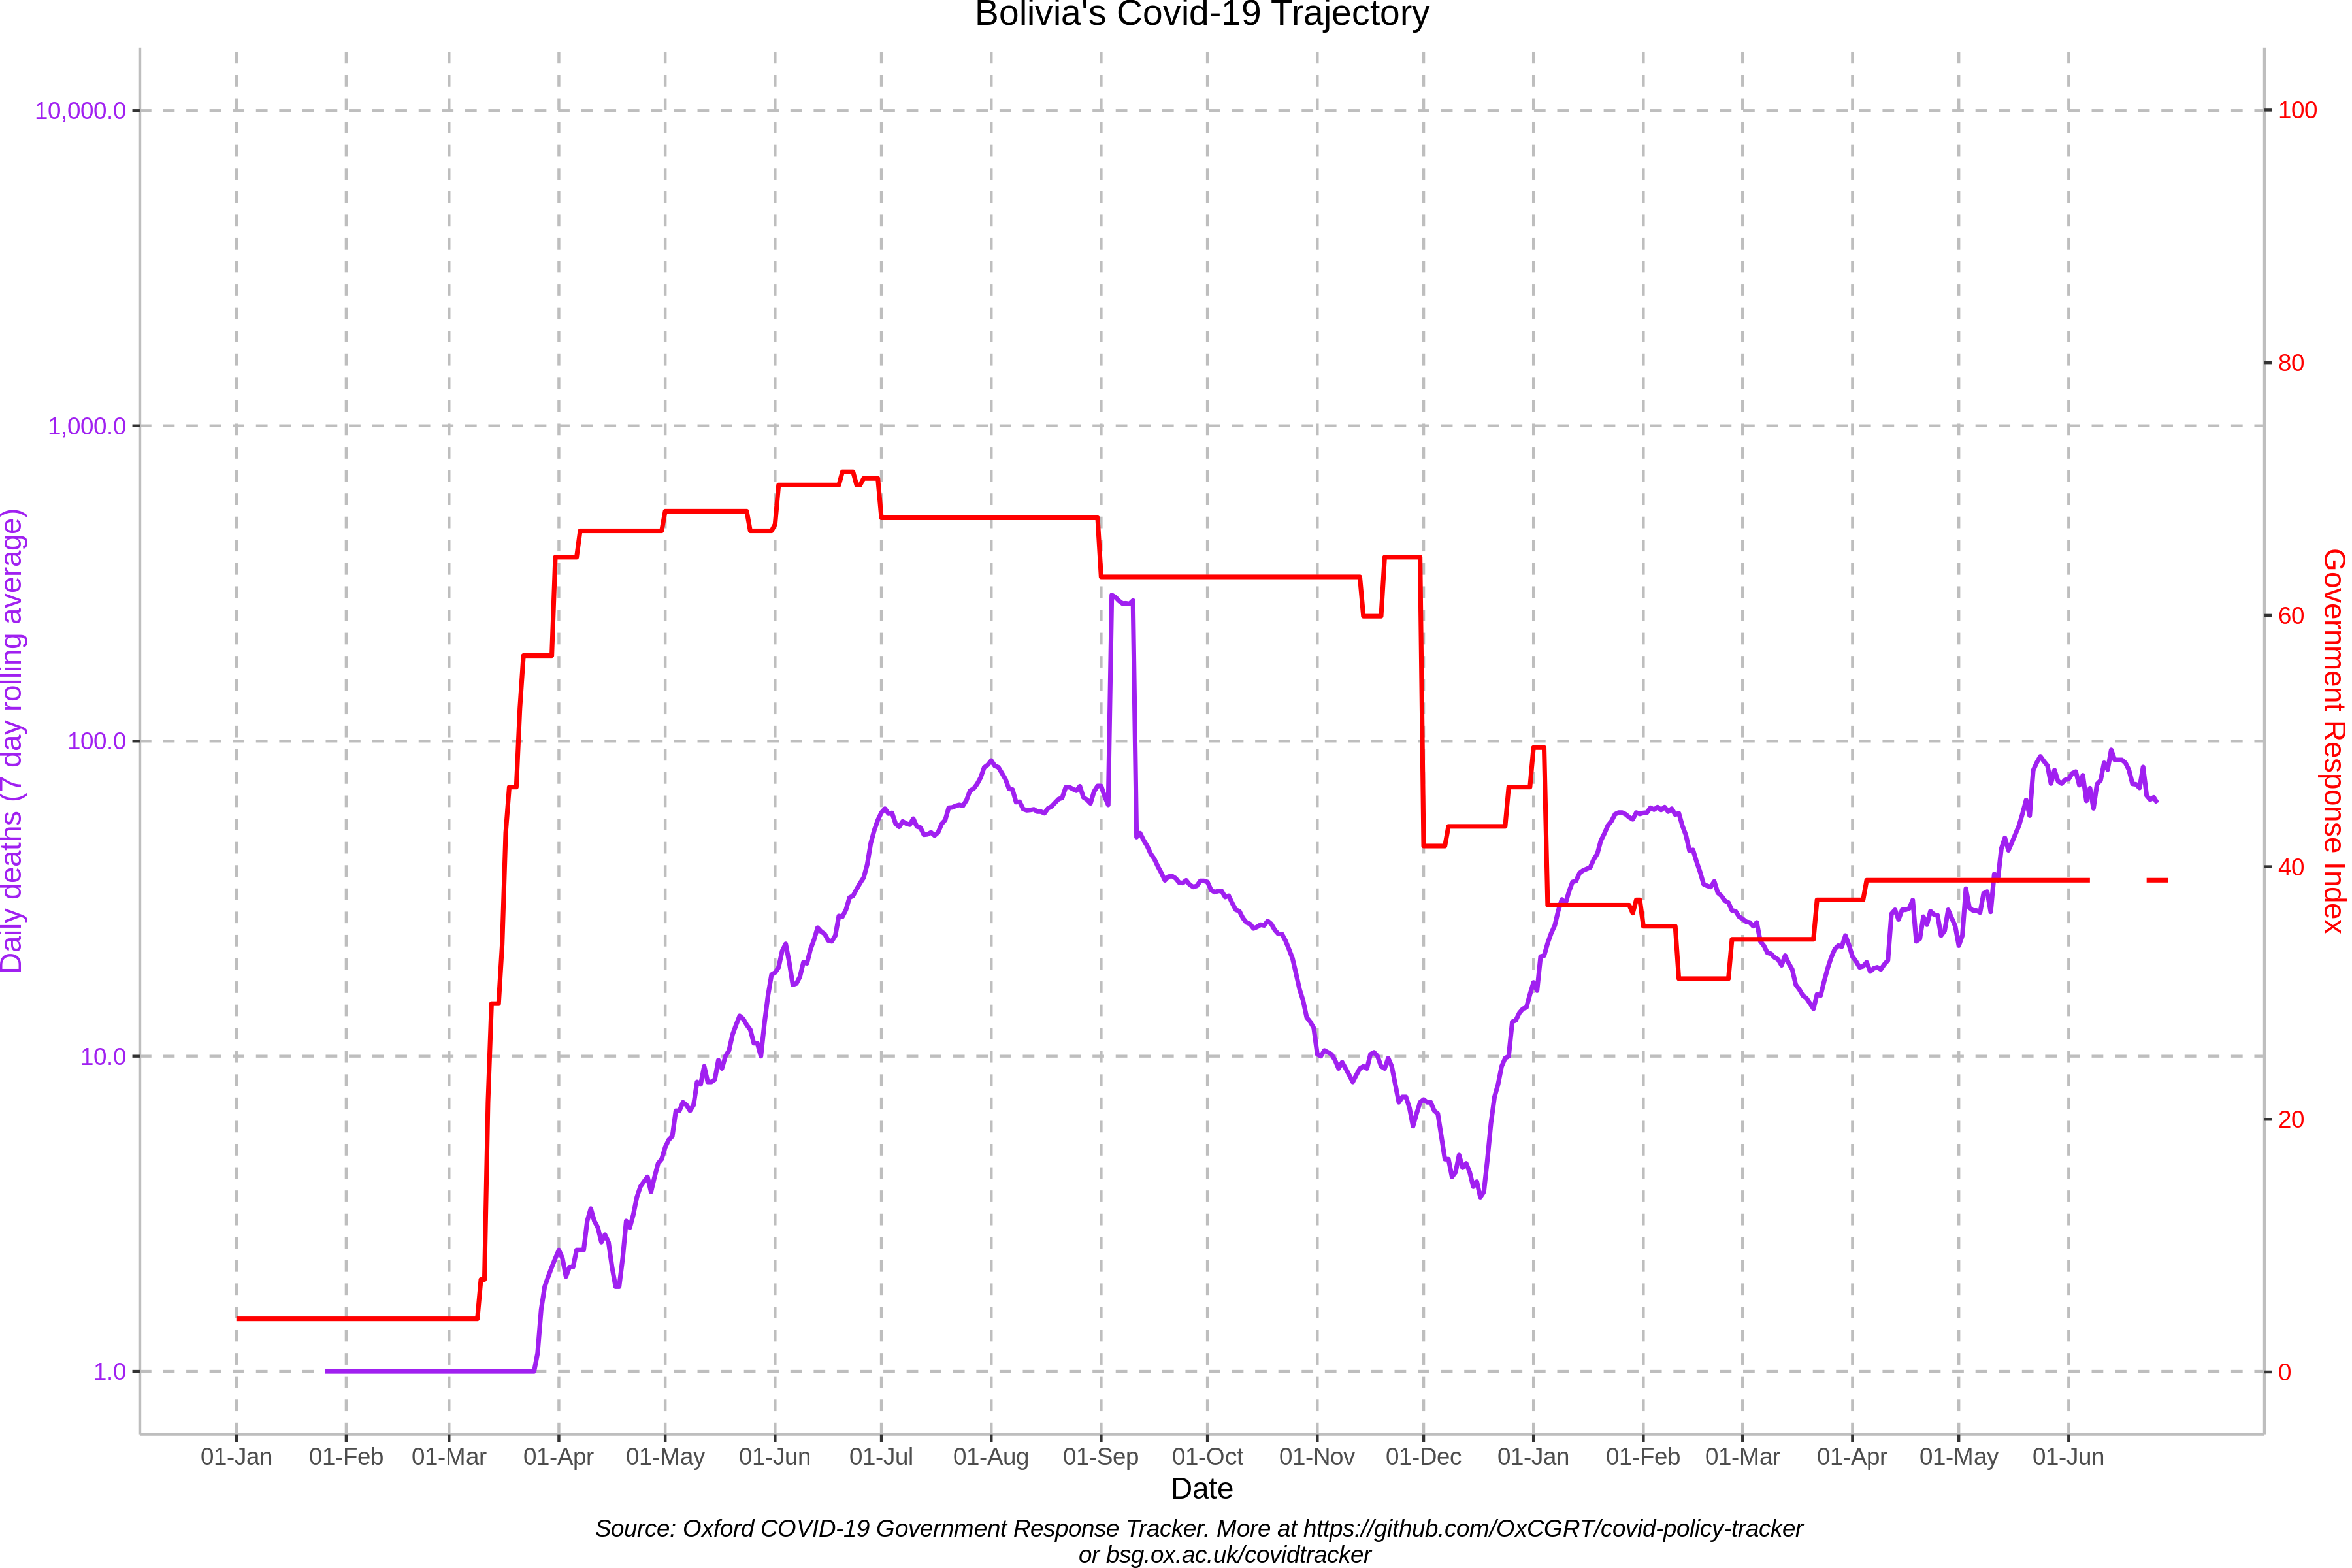 Bolivia's Covid-19 Trajectory
Daily deaths (7 day rolling average)
10,000.0
1,000.0
100.0
10.0
1.0
100
80
60
40
20
0
Government Response Index
01-Jan 01-Feb 01-Mar 01-Apr 01-May 01-Jun 01-Jul 01-Aug 01-Sep 01-Oct 01-Nov 01-Dec 01-Jan 01-Feb 01-Mar 01-Apr 01-May 01-Jun
Date
Source: Oxford COVID-19 Government Response Tracker. More at https://github.com/OxCGRT/covid-policy-tracker
or bsg.ox.ac.uk/covidtracker